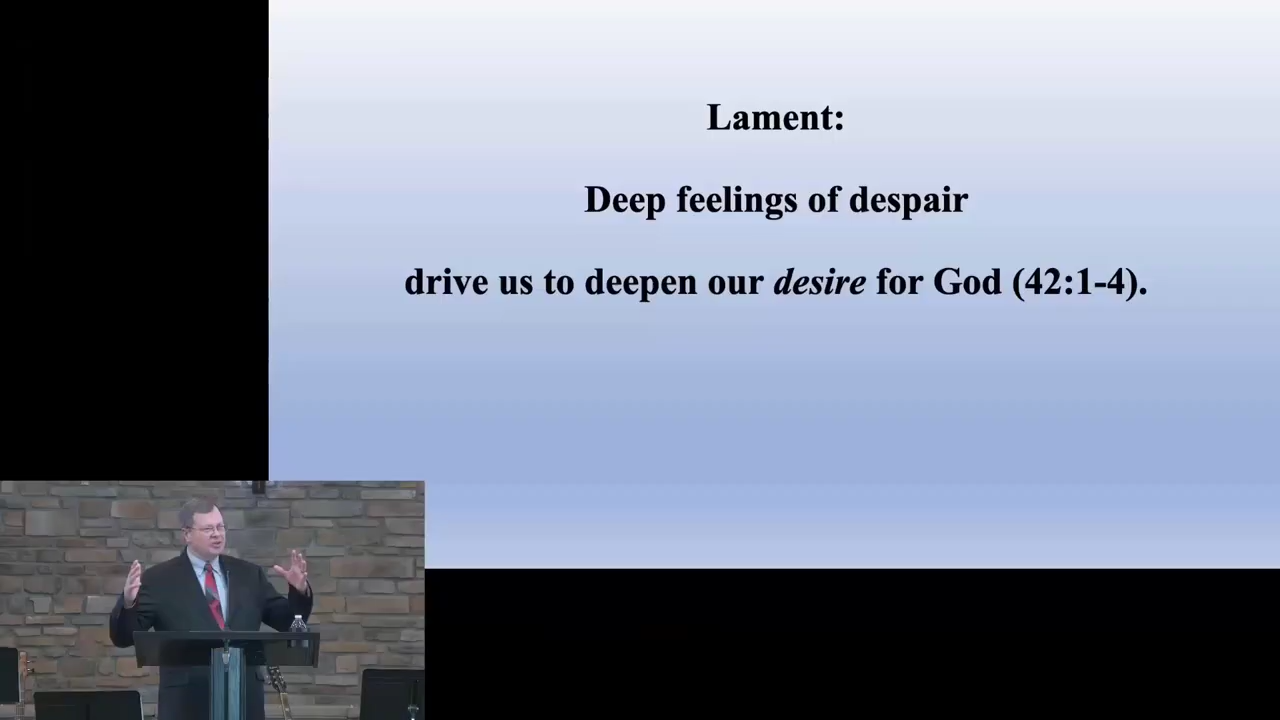 Lament:
Deep feelings of despair
drive us to deepen our desire for God (42:1-4).